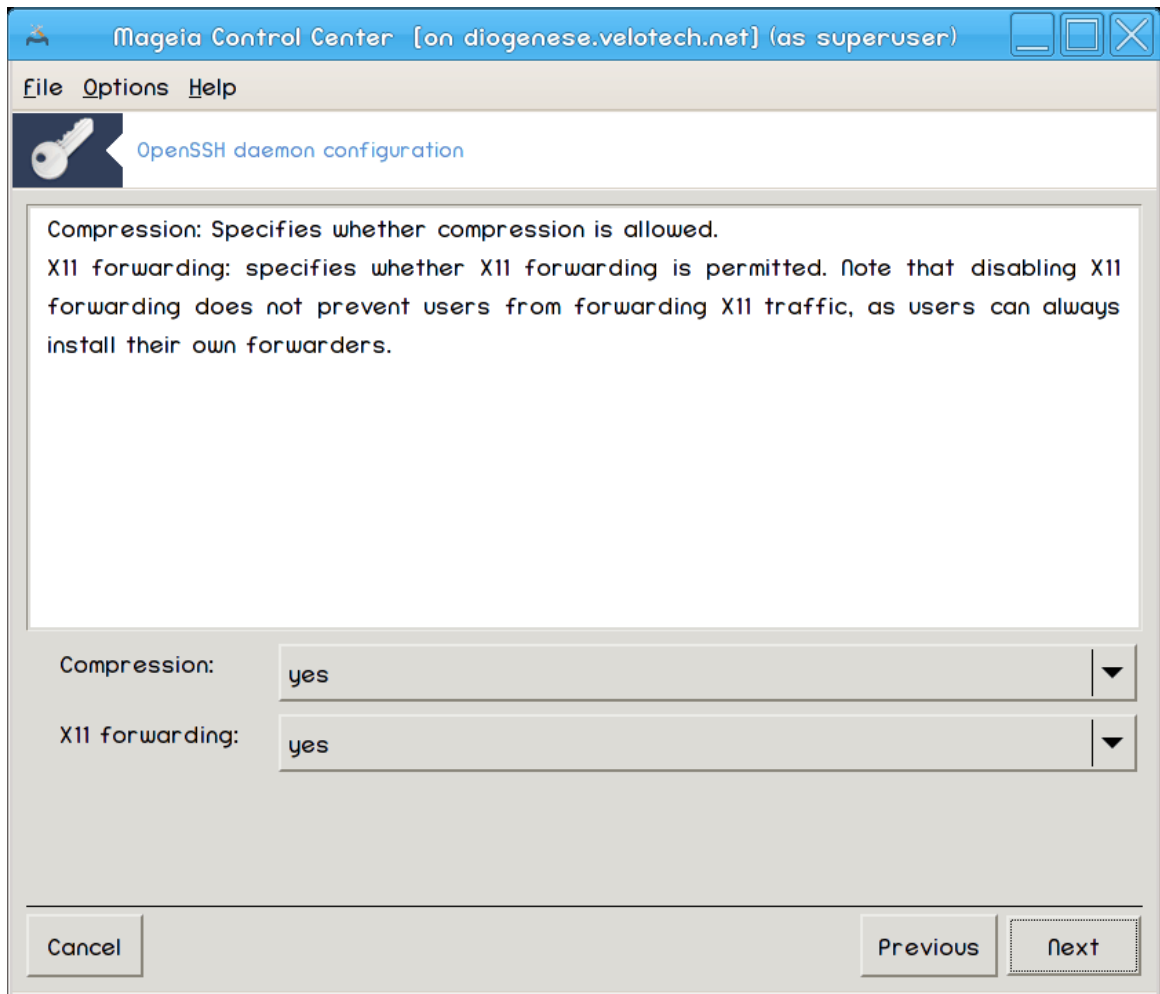 Mageia Control Center [on diogenese.velotech.net] (as superuser)
File Options Help
OpenSSH daemon configuration
Compression: Specifies whether compression is allowed.
X11 forwarding: specifies whether X11 forwarding is permitted. Note that disabling X11
forwarding does not prevent users from forwarding X11 traffic, as users can always
install their own forwarders.
Compression: yes
X11 forwarding: yes
Cancel Previous Next